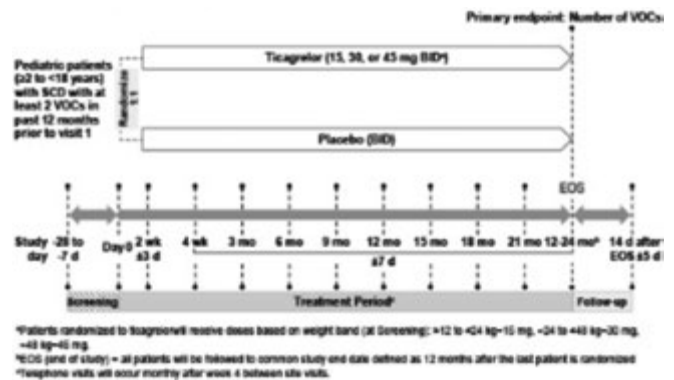 Primary endpoint: Number of VOCs
Pediatric patients
(≥2 to <18 years)
with SCD with at
least 2 VOCs in
past 12 months
prior to visit 1
Randomize
1:1
Ticagrelor (15, 30, or 45 mg BIDᵃ)
Placebo (BID)
EOS
Study day
-28 to -7 d
Day 0
2 wk ±3 d
4 wk
3 mo
6 mo
9 mo
12 mo
15 mo
18 mo
21 mo
12-24 moᵇ
14 d after EOS ±5 d
±7 d
Screening
Treatment Periodᶜ
Follow-up
ᵃPatients randomized to ticagrelor will receive doses based on weight band (at Screening): ≥12 to <24 kg=15 mg, ≥24 to <48 kg=30 mg,
≥48 kg=45 mg.
ᵇEOS (end of study) = all patients will be followed to common study end date defined as 12 months after the last patient is randomized
ᶜTelephone visits will occur monthly after week 4 between site visits.